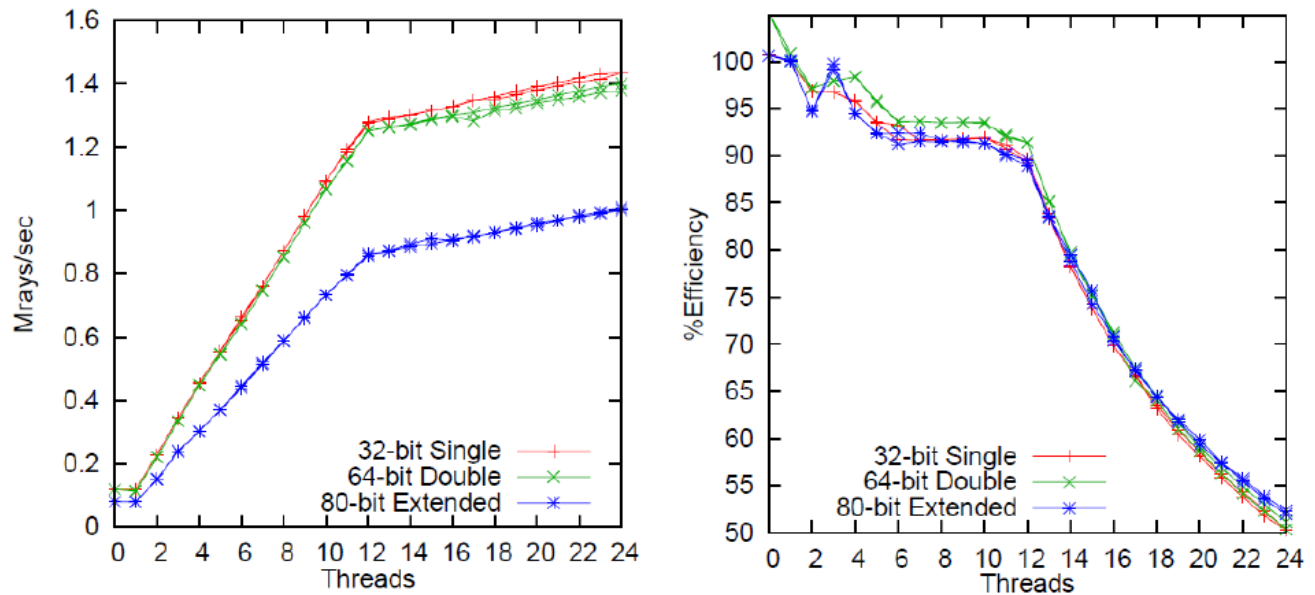 1.6
1.4
1.2
1
0.8
0.6
0.4
0.2
0
Mrays/sec
32-bit Single
64-bit Double
80-bit Extended
0 2 4 6 8 10 12 14 16 18 20 22 24
Threads
100
95
90
85
80
75
70
65
60
55
50
%Efficiency
32-bit Single
64-bit Double
80-bit Extended
0 2 4 6 8 10 12 14 16 18 20 22 24
Threads